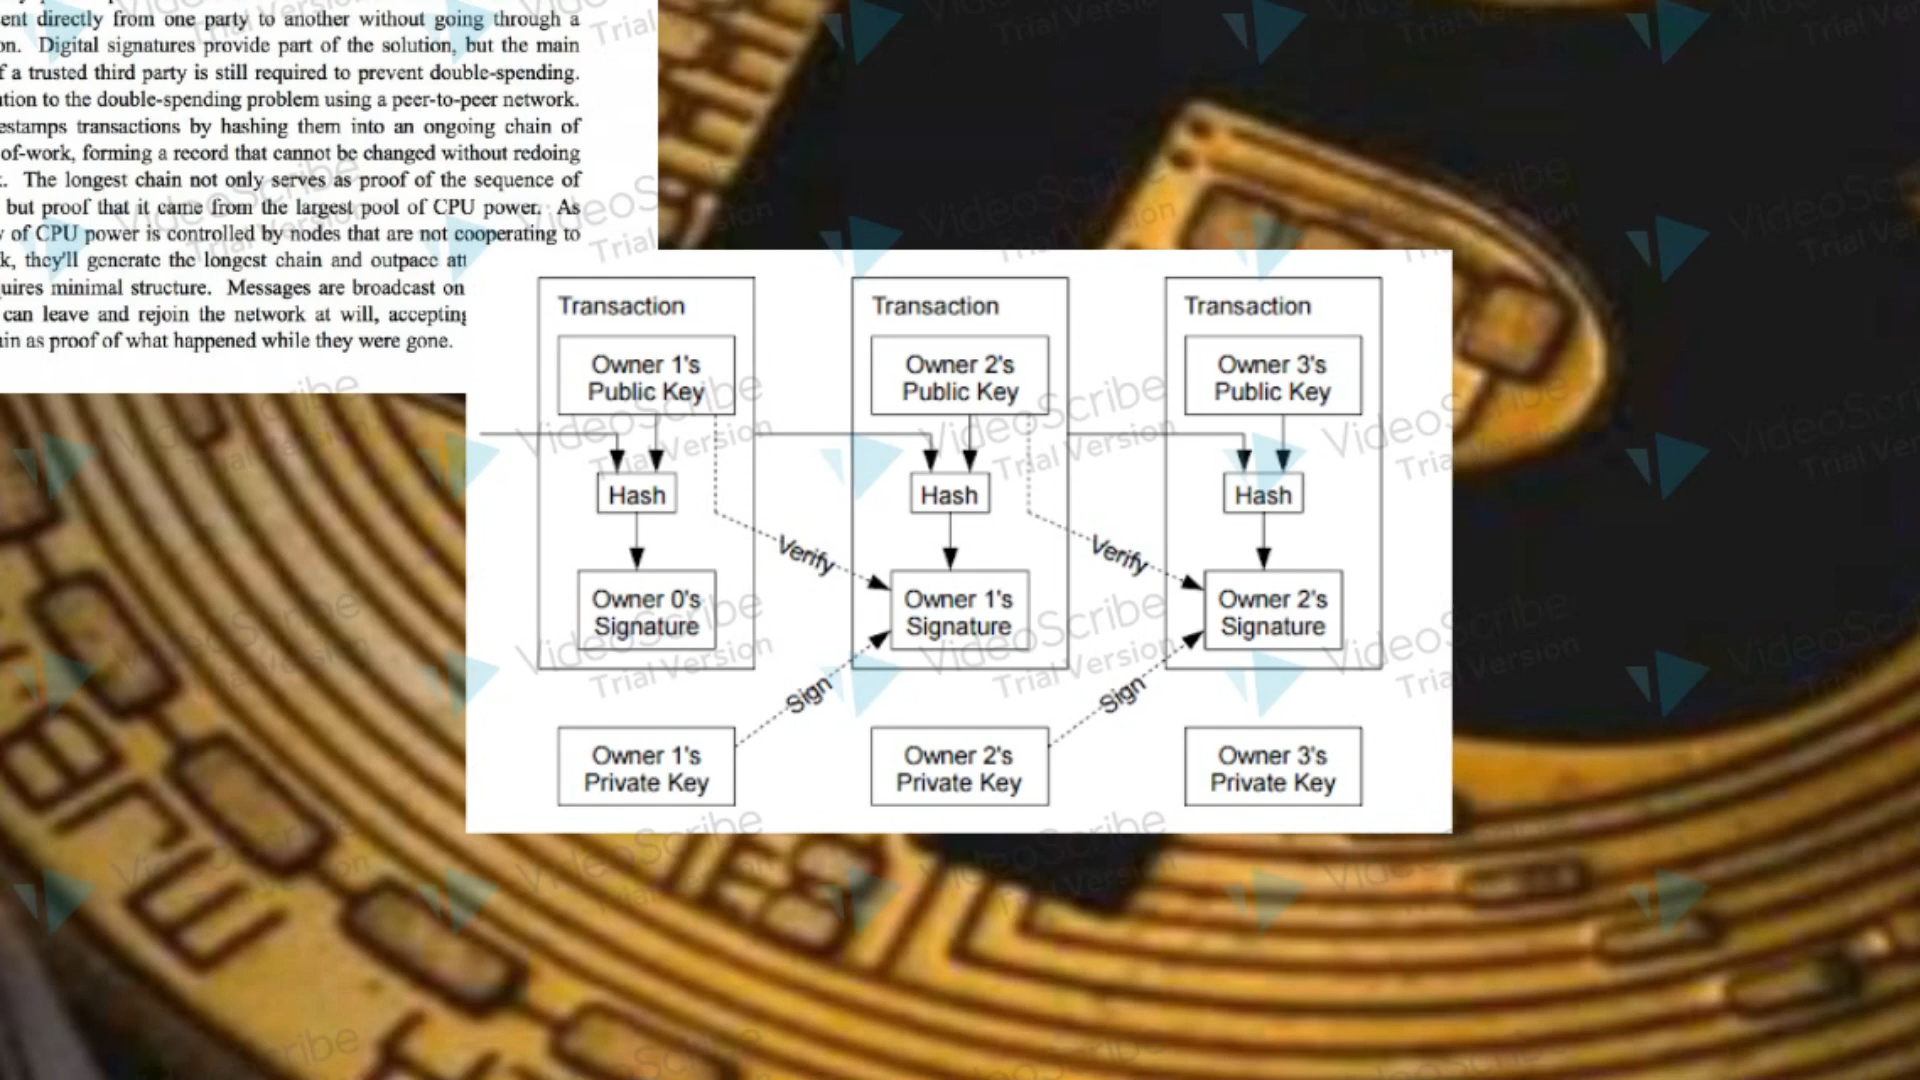 ent directly from one party to another without going through a
on. Digital signatures provide part of the solution, but the main
f a trusted third party is still required to prevent double-spending.
ution to the double-spending problem using a peer-to-peer network.
estamps transactions by hashing them into an ongoing chain of
of-work, forming a record that cannot be changed without redoing
. The longest chain not only serves as proof of the sequence of
but proof that it came from the largest pool of CPU power. As
y of CPU power is controlled by nodes that are not cooperating to
k, they'll generate the longest chain and outpace att
uires minimal structure. Messages are broadcast on
can leave and rejoin the network at will, accepting
in as proof of what happened while they were gone.
Transaction
Owner 1's
Public Key
Hash
Owner 0's
Signature
Transaction
Owner 2's
Public Key
Hash
Owner 1's
Signature
Transaction
Owner 3's
Public Key
Hash
Owner 2's
Signature
Verify
Verify
Sign
Sign
Owner 1's
Private Key
Owner 2's
Private Key
Owner 3's
Private Key
VideoScribe
Trial Version